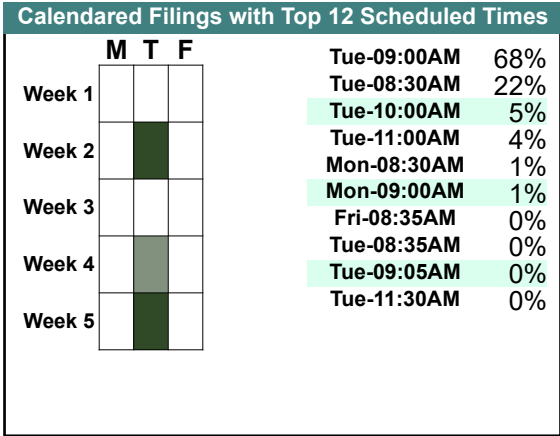 Calendared Filings with Top 12 Scheduled Times
M T F
Week 1
Week 2
Week 3
Week 4
Week 5
Tue-09:00AM 68%
Tue-08:30AM 22%
Tue-10:00AM 5%
Tue-11:00AM 4%
Mon-08:30AM 1%
Mon-09:00AM 1%
Fri-08:35AM 0%
Tue-08:35AM 0%
Tue-09:05AM 0%
Tue-11:30AM 0%